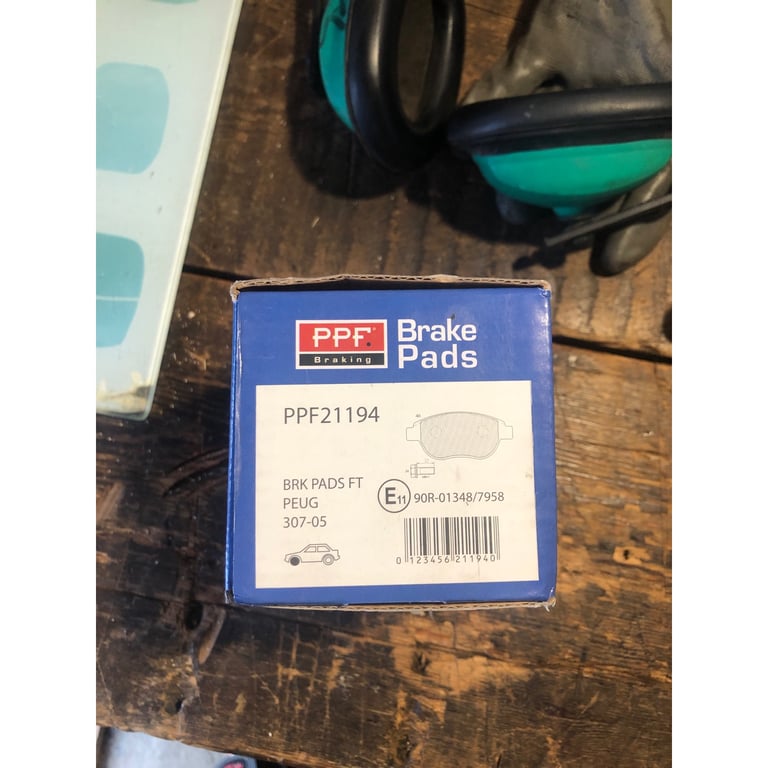 PPF®
Braking
Brake
Pads
PPF21194
BRK PADS FT
PEUG
307-05
E11 90R-01348/7958
0 123456 211940